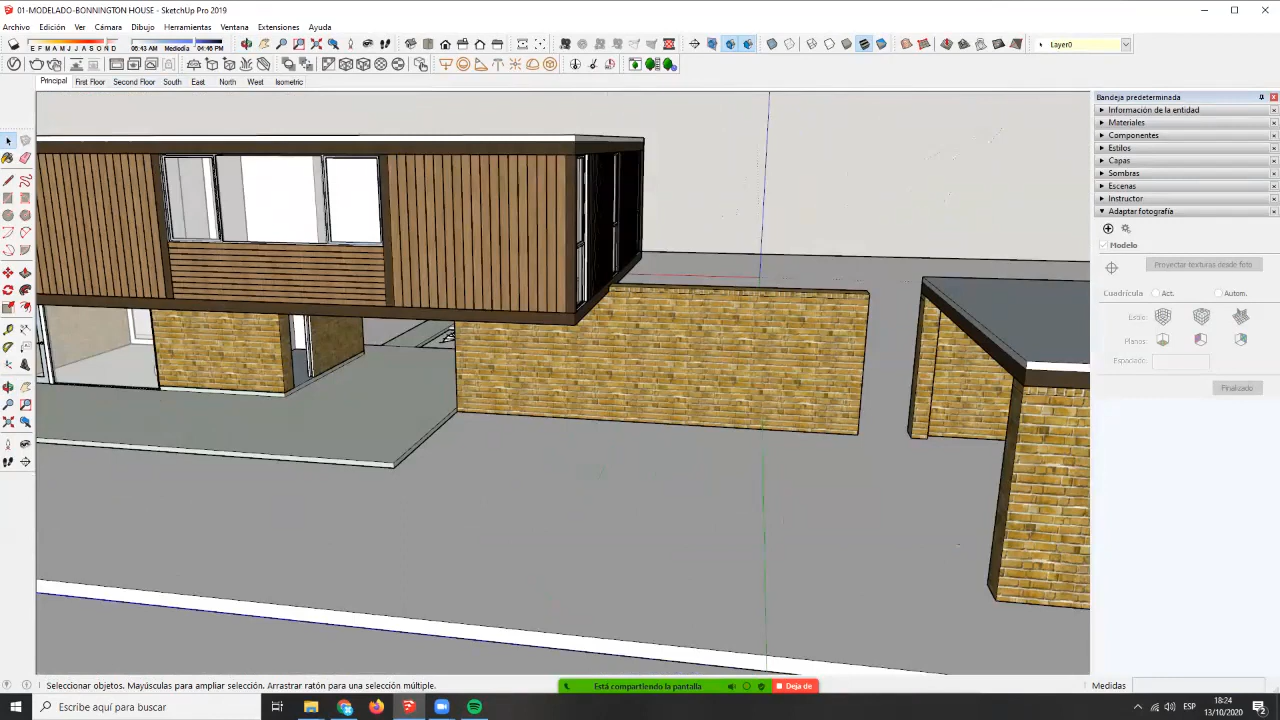 01-MODELADO-BONNINGTON HOUSE - SketchUp Pro 2019
Archivo Edición Ver Cámara Dibujo Herramientas Ventana Extensiones Ayuda
E F M A M J J A S O N D 06:43 AM Mediodía 04:46 PM Layer0
Principal First Floor Second Floor South East North West Isometric
Bandeja predeterminada
Información de la entidad
Materiales
Componentes
Estilos
Capas
Sombras
Escenas
Instructor
Adaptar fotografía
Modelo
Proyectar texturas desde foto
Cuadrícula Act. Autom.
Estilo:
Planos:
Espaciado:
Finalizado
Seleccionar objetos. Mayúsculas para ampliar selección. Arrastrar ratón para una selección múltiple.
Está compartiendo la pantalla
Deja de
Medidas
Escribe aquí para buscar
ESP
18:24
13/10/2020
2